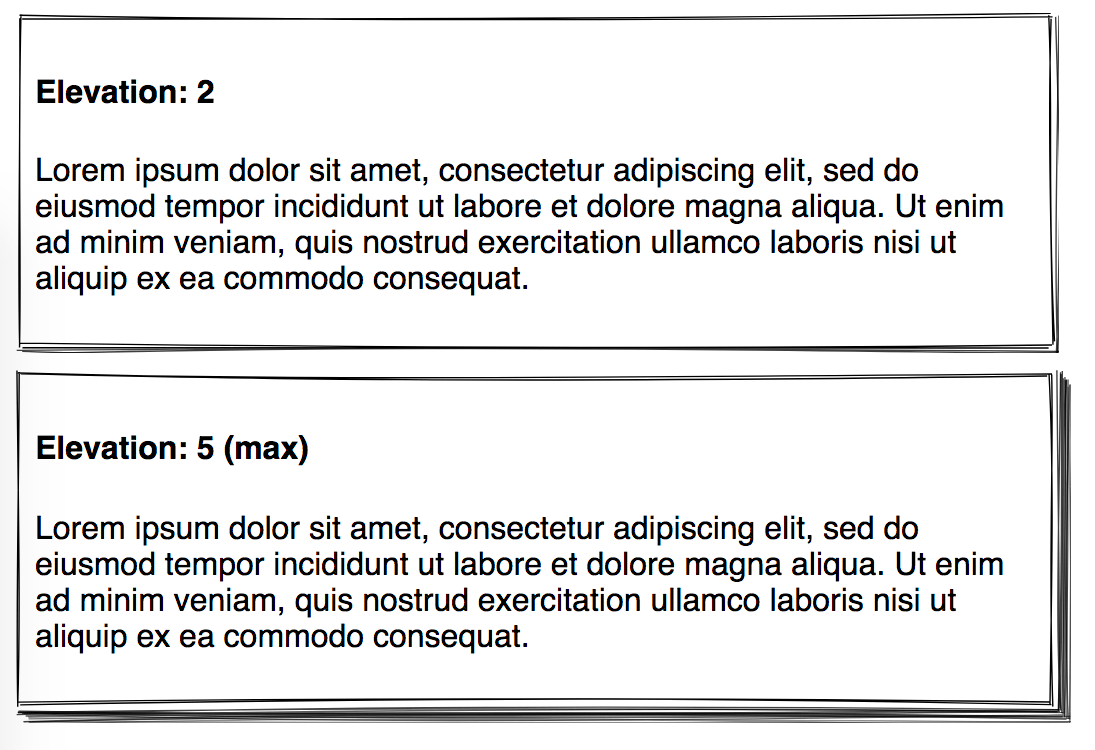 Elevation: 2
Lorem ipsum dolor sit amet, consectetur adipiscing elit, sed do
eiusmod tempor incididunt ut labore et dolore magna aliqua. Ut enim
ad minim veniam, quis nostrud exercitation ullamco laboris nisi ut
aliquip ex ea commodo consequat.
Elevation: 5 (max)
Lorem ipsum dolor sit amet, consectetur adipiscing elit, sed do
eiusmod tempor incididunt ut labore et dolore magna aliqua. Ut enim
ad minim veniam, quis nostrud exercitation ullamco laboris nisi ut
aliquip ex ea commodo consequat.